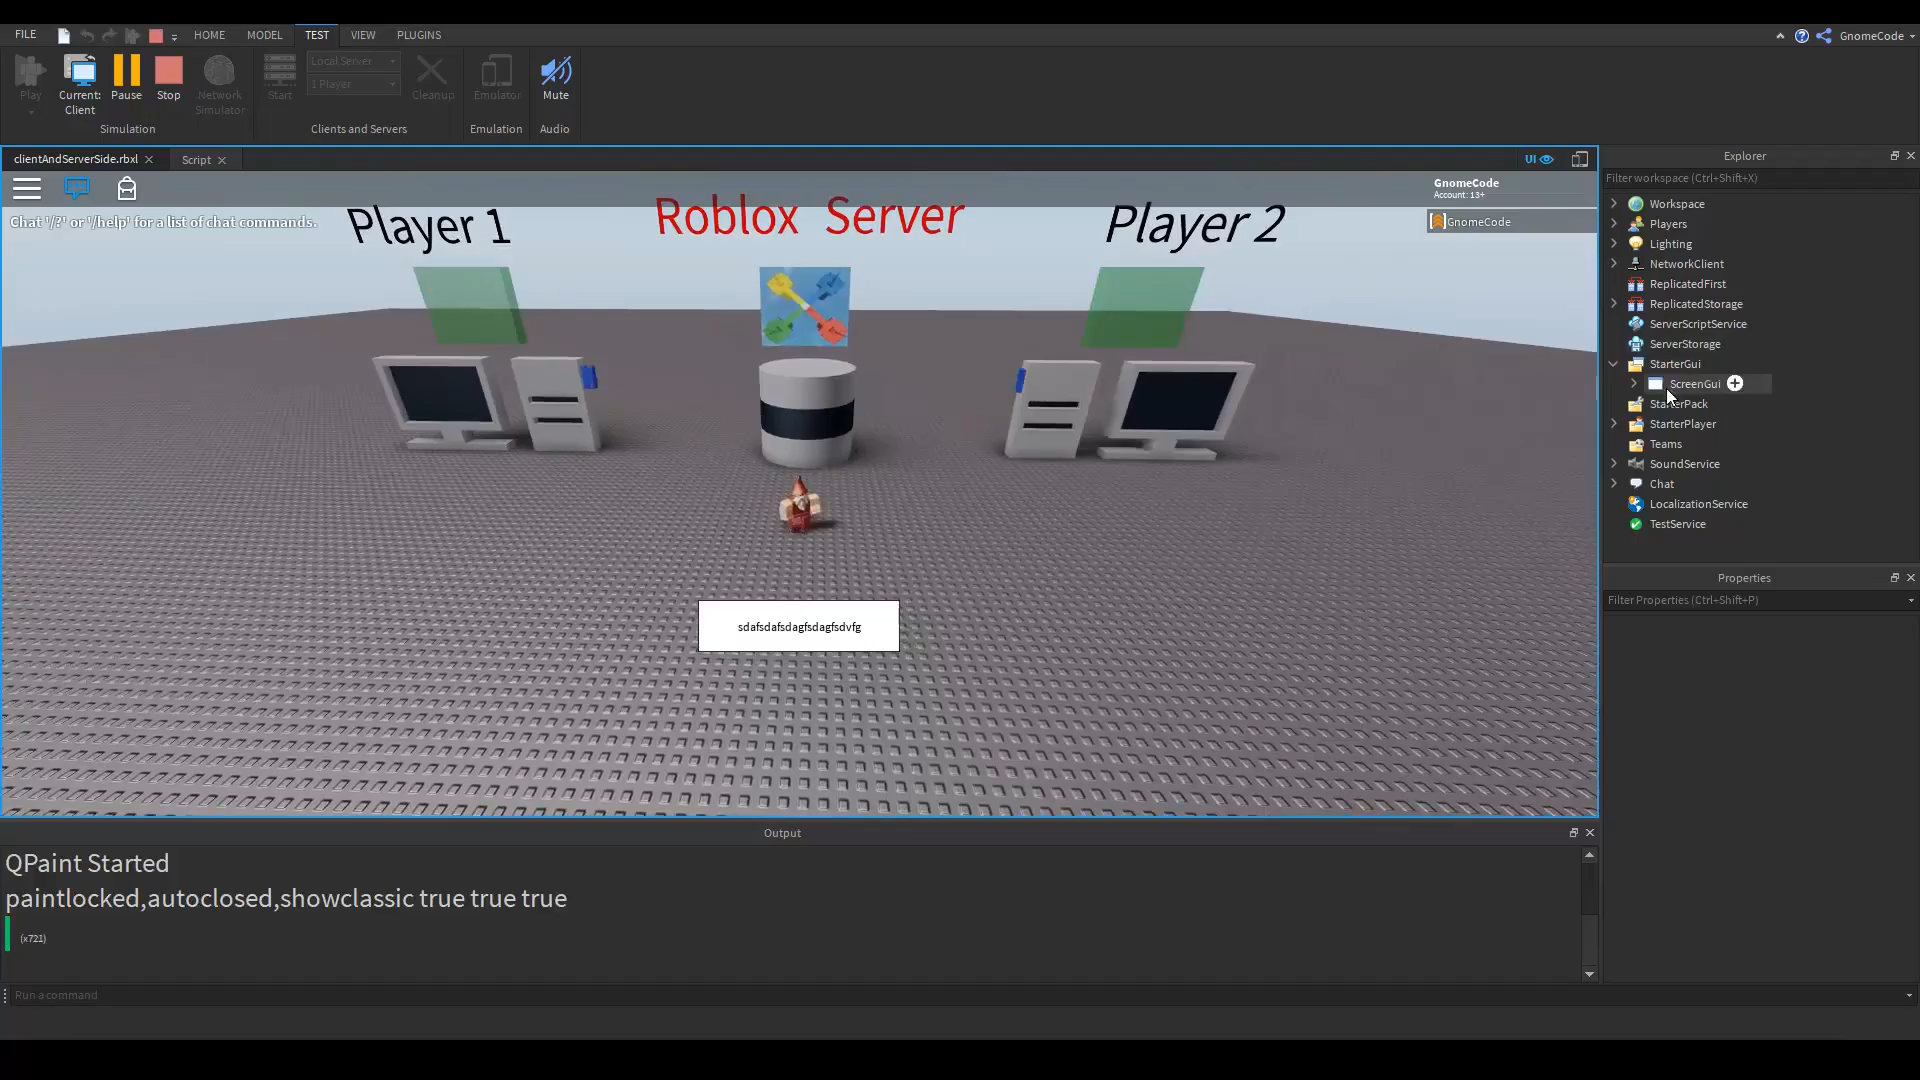 FILE
HOME
MODEL
TEST
VIEW
PLUGINS
GnomeCode
Play
Current:
Client
Pause
Stop
Network
Simulator
Start
Local Server
1 Player
Cleanup
Emulator
Mute
Simulation
Clients and Servers
Emulation
Audio
clientAndServerSide.rbxl
Script
UI
Chat '/?' or '/help' for a list of chat commands.
Player 1
Roblox Server
Player 2
GnomeCode
Account: 13+
GnomeCode
sdafsdafsdagfsdagfsdvfg
Explorer
Filter workspace (Ctrl+Shift+X)
Workspace
Players
Lighting
NetworkClient
ReplicatedFirst
ReplicatedStorage
ServerScriptService
ServerStorage
StarterGui
ScreenGui
StarterPack
StarterPlayer
Teams
SoundService
Chat
LocalizationService
TestService
Properties
Filter Properties (Ctrl+Shift+P)
Output
QPaint Started
paintlocked,autoclosed,showclassic true true true
(x721)
Run a command